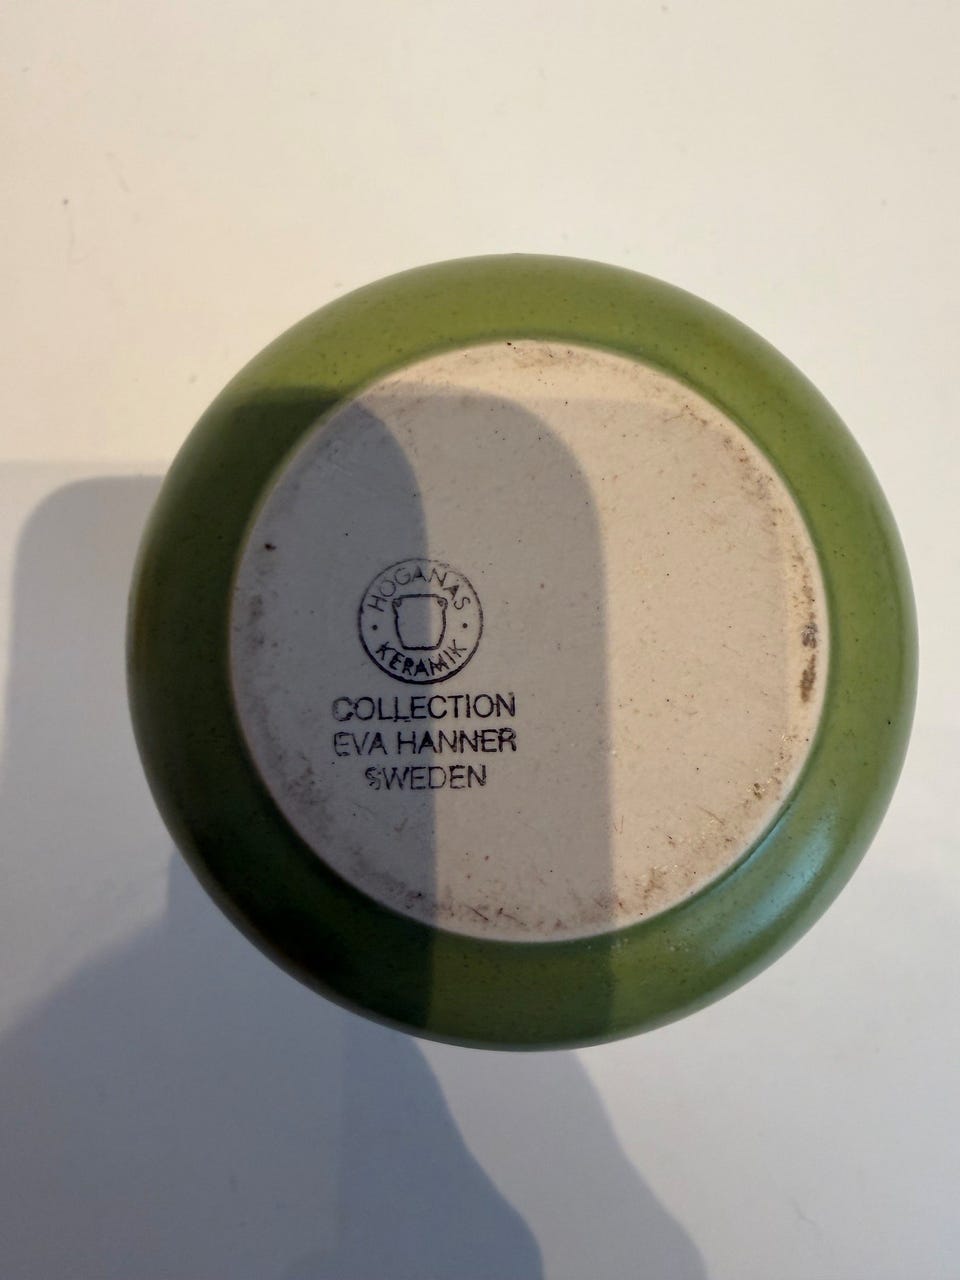 HÖGANÄS
KERAMIK
COLLECTION
EVA HANNER
SWEDEN